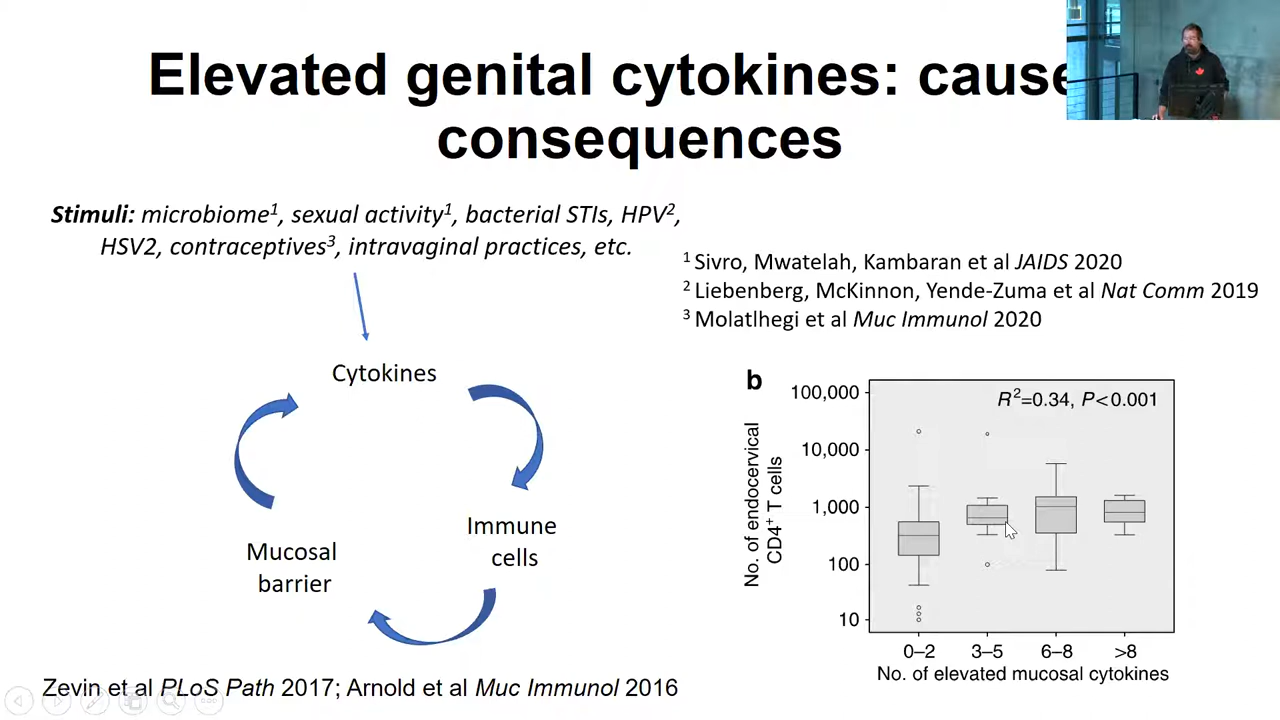 Elevated genital cytokines: cause
consequences
Stimuli: microbiome1, sexual activity1, bacterial STIs, HPV2,
HSV2, contraceptives3, intravaginal practices, etc.
1 Sivro, Mwatelah, Kambaran et al JAIDS 2020
2 Liebenberg, McKinnon, Yende-Zuma et al Nat Comm 2019
3 Molatlhegi et al Muc Immunol 2020
Cytokines
Immune
cells
Mucosal
barrier
b
R2=0.34, P<0.001
No. of endocervical
CD4+ T cells
100,000
10,000
1,000
100
10
0–2 3–5 6–8 >8
No. of elevated mucosal cytokines
Zevin et al PLoS Path 2017; Arnold et al Muc Immunol 2016